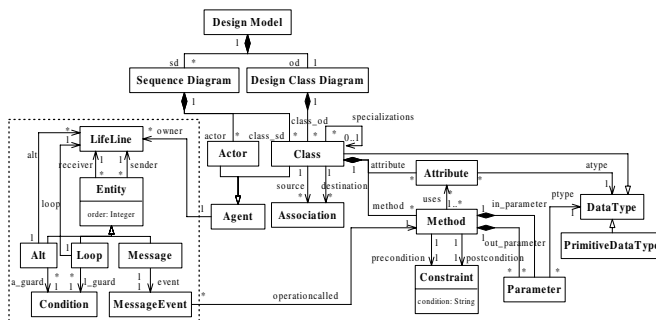 Design Model
1
sd * od 1
Sequence Diagram Design Class Diagram
1 1
class_od
specializations
* owner actor * class_sd * * * 0..1
LifeLine Actor Class
alt * * 1 attribute atype
receiver 1 1 sender source 1 1 destination * Attribute * 1
* * * * uses * ptype
Entity Association method 1..* in_parameter 1 DataType
loop order: Integer 1 Agent * Method 1
1 out_parameter PrimitiveDataType
Alt Loop Message 1 precondition 1 1 postcondition
a_guard * * l_guard 1 event 1 1 * * *
1 1 1 Constraint Parameter
Condition MessageEvent * operationcalled condition: String